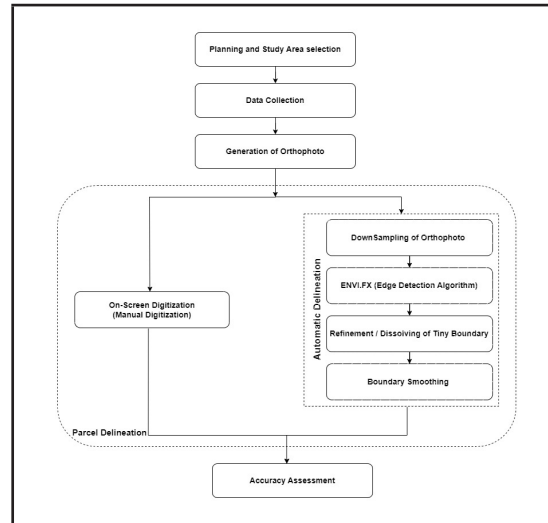 Planning and Study Area selection
Data Collection
Generation of Orthophoto
DownSampling of Orthophoto
ENVI.FX (Edge Detection Algorithm)
On-Screen Digitization
(Manual Digitization)
Refinement / Dissolving of Tiny Boundary
Boundary Smoothing
Automatic Delineation
Parcel Delineation
Accuracy Assessment